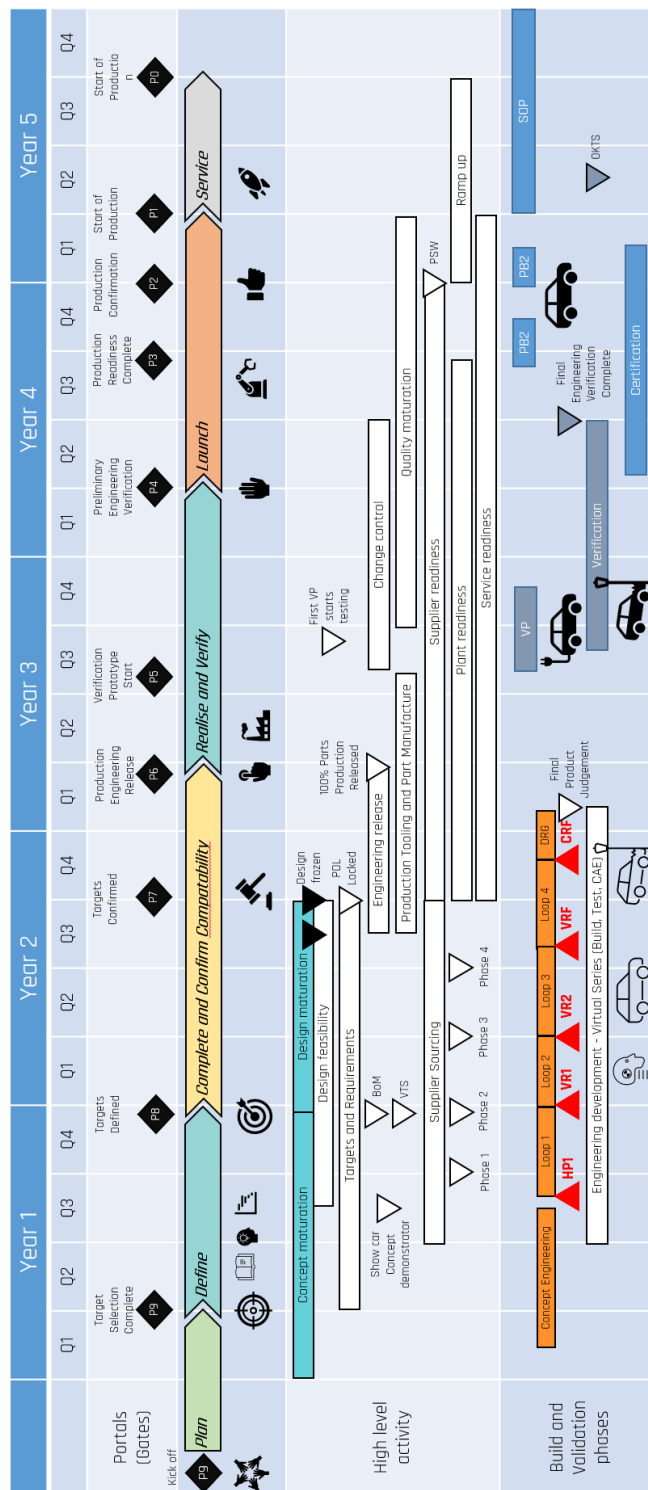 Year 1
Year 2
Year 3
Year 4
Year 5
Q1
Q2
Q3
Q4
Q1
Q2
Q3
Q4
Q1
Q2
Q3
Q4
Q1
Q2
Q3
Q4
Q1
Q2
Q3
Q4
Portals
(Gates)
Kick off
P9
Target
Selection
Complete
P9
Targets
Defined
P8
Targets
Confirmed
P7
Production
Engineering
Release
P6
Verification
Prototype
Start
P5
Preliminary
Engineering
Verification
P4
Production
Readiness
Complete
P3
Production
Confirmation
P2
Start of
Production
P1
Start of
Productio
n
P0
Plan
Define
Complete and Confirm Compatability
Realise and Verify
Launch
Service
High level
activity
Concept maturation
Design maturation
Design
frozen
Design feasibility
Targets and Requirements
PDL
Locked
First VP
starts
testing
Show car
Concept
demonstrator
BoM
VTS
100% Parts
Production
Released
Engineering release
Change control
Production Tooling and Part Manufacture
Quality maturation
Supplier Sourcing
Supplier readiness
PSW
Phase 1
Phase 2
Phase 3
Phase 4
Plant readiness
Ramp up
Service readiness
Build and
Validation
phases
Concept Engineering
Loop 1
Loop 2
Loop 3
Loop 4
DRG
VP
PB2
PB2
SOP
HP1
VR1
VR2
VRF
CRF
Final
Product
Judgement
Final
Engineering
Verification
Complete
Engineering development - Virtual Series (Build, Test, CAE)
Verification
OKTS
Certification